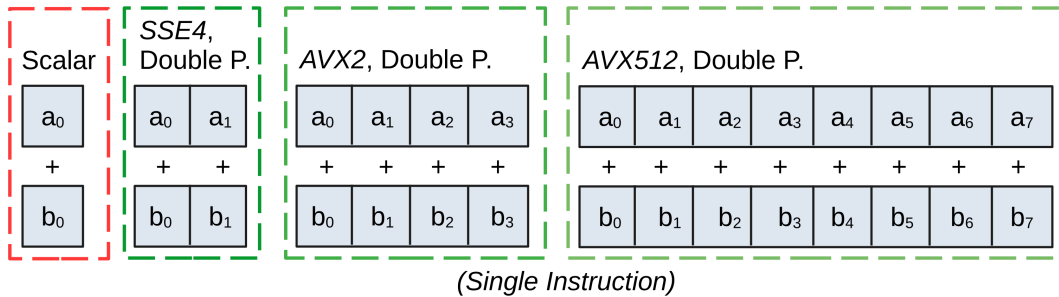 Scalar
a₀
+
b₀
SSE4,
Double P.
a₀ a₁
+ +
b₀ b₁
AVX2, Double P.
a₀ a₁ a₂ a₃
+ + + +
b₀ b₁ b₂ b₃
AVX512, Double P.
a₀ a₁ a₂ a₃ a₄ a₅ a₆ a₇
+ + + + + + + +
b₀ b₁ b₂ b₃ b₄ b₅ b₆ b₇
(Single Instruction)